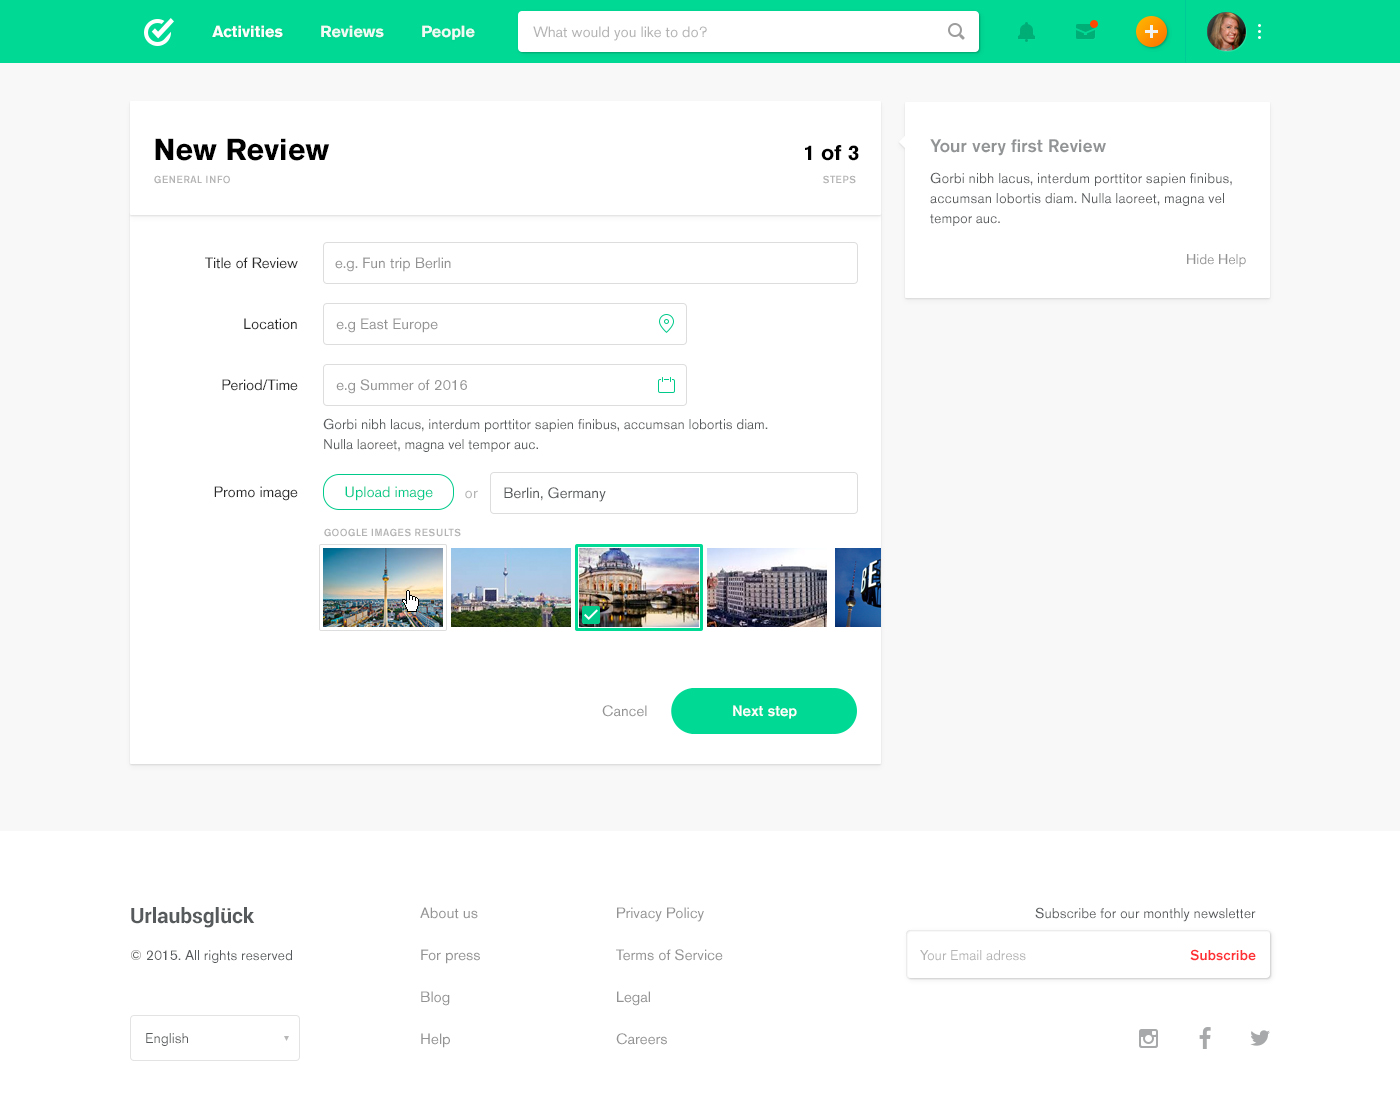 Activities
Reviews
People
What would you like to do?
New Review
GENERAL INFO
1 of 3
STEPS
Title of Review
e.g. Fun trip Berlin
Location
e.g East Europe
Period/Time
e.g Summer of 2016
Gorbi nibh lacus, interdum porttitor sapien finibus, accumsan lobortis diam.
Nulla laoreet, magna vel tempor auc.
Promo image
Upload image
or
Berlin, Germany
GOOGLE IMAGES RESULTS
Cancel
Next step
Your very first Review
Gorbi nibh lacus, interdum porttitor sapien finibus,
accumsan lobortis diam. Nulla laoreet, magna vel
tempor auc.
Hide Help
Urlaubsglück
© 2015. All rights reserved
English
About us
For press
Blog
Help
Privacy Policy
Terms of Service
Legal
Careers
Subscribe for our monthly newsletter
Your Email adress
Subscribe